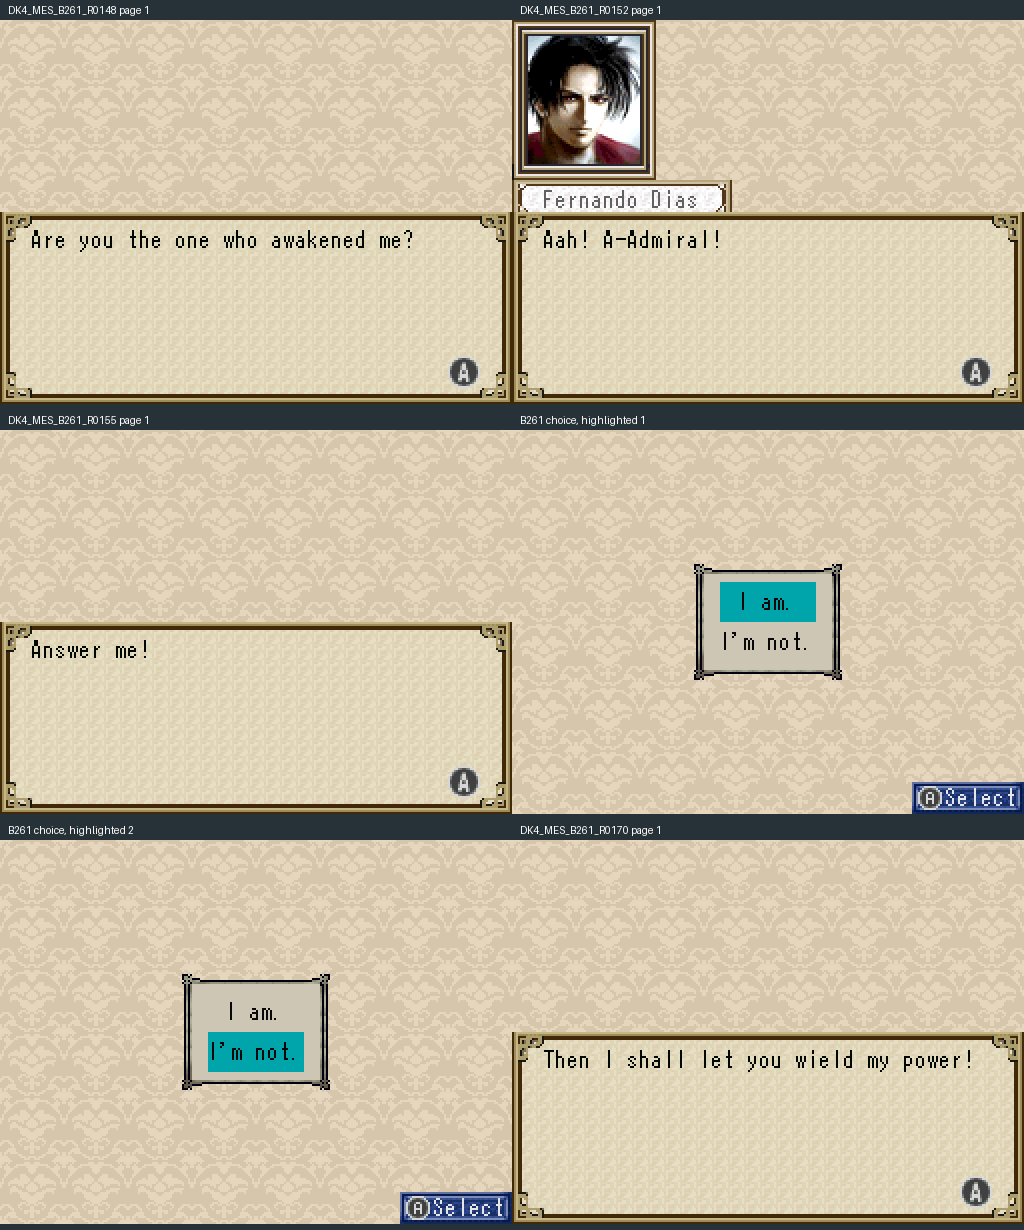 DK4_MES_B261_R0148 page 1
DK4_MES_B261_R0152 page 1
Fernando Dias
Are you the one who awakened me?
A
Aah! A-Admiral!
A
DK4_MES_B261_R0155 page 1
B261 choice, highlighted 1
Answer me!
A
I am.
I'm not.
A Select
B261 choice, highlighted 2
DK4_MES_B261_R0170 page 1
I am.
I'm not.
A Select
Then I shall let you wield my power!
A